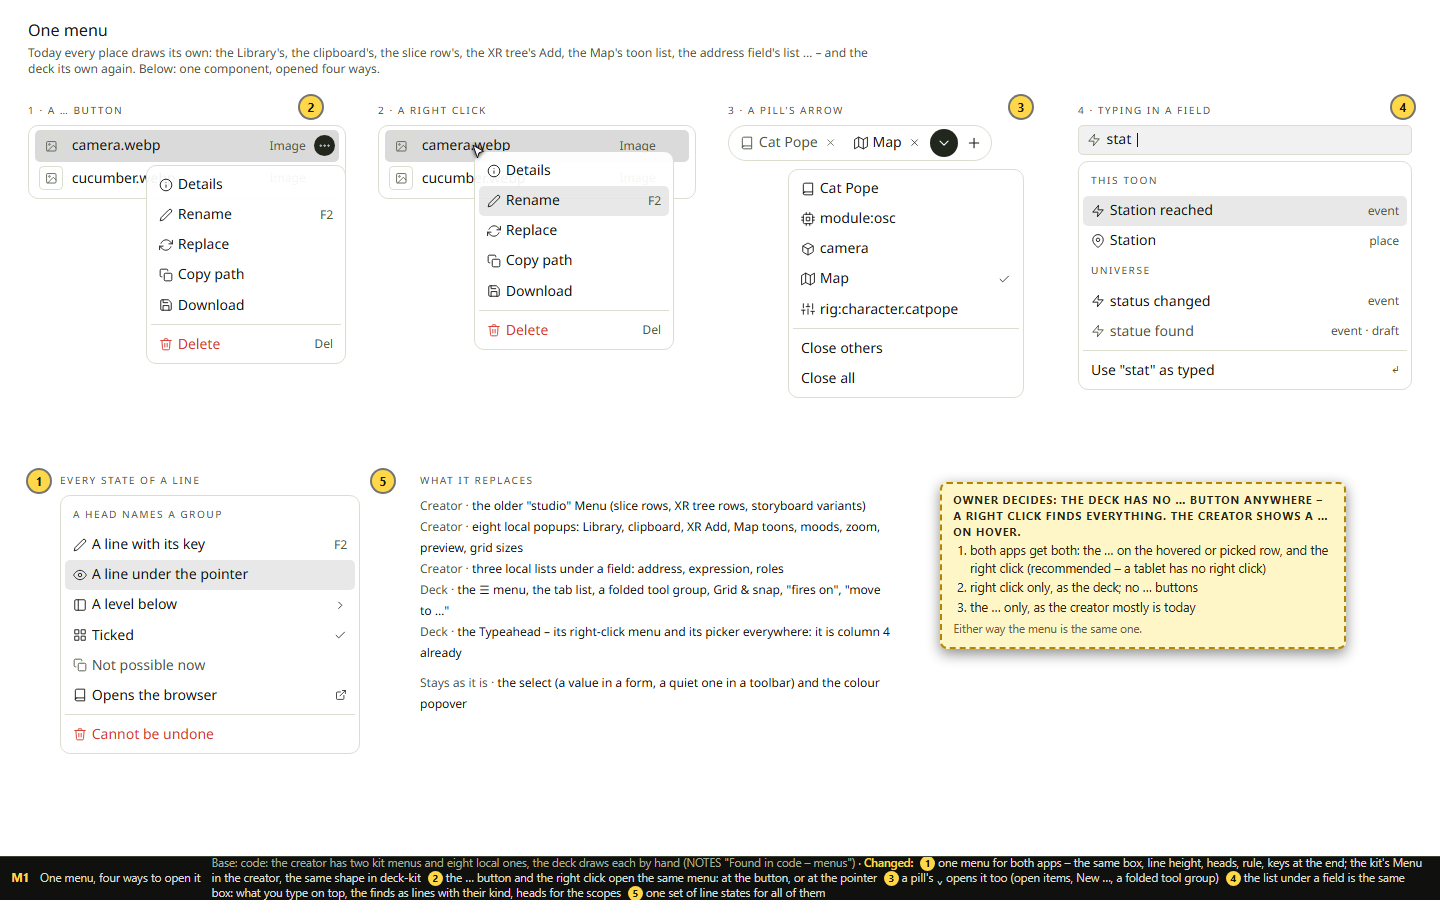 One menu
Today every place draws its own: the Library's, the clipboard's, the slice row's, the XR tree's Add, the Map's toon list, the address field's list ... – and the
deck its own again. Below: one component, opened four ways.
1 · A … BUTTON
2
camera.webp Image
cucumber.w
Details
Rename F2
Replace
Copy path
Download
Delete Del
2 · A RIGHT CLICK
camera.webp Image
cucumb
Details
Rename F2
Replace
Copy path
Download
Delete Del
3 · A PILL'S ARROW
3
Cat Pope × Map × +
Cat Pope
module:osc
camera
Map
rig:character.catpope
Close others
Close all
4 · TYPING IN A FIELD
4
stat
THIS TOON
Station reached event
Station place
UNIVERSE
status changed event
statue found event · draft
Use "stat" as typed ↲
1
EVERY STATE OF A LINE
A HEAD NAMES A GROUP
A line with its key F2
A line under the pointer
A level below
Ticked
Not possible now
Opens the browser
Cannot be undone
5
WHAT IT REPLACES
Creator · the older "studio" Menu (slice rows, XR tree rows, storyboard variants)
Creator · eight local popups: Library, clipboard, XR Add, Map toons, moods, zoom,
preview, grid sizes
Creator · three local lists under a field: address, expression, roles
Deck · the ☰ menu, the tab list, a folded tool group, Grid & snap, "fires on", "move
to …"
Deck · the Typeahead – its right-click menu and its picker everywhere: it is column 4
already
Stays as it is · the select (a value in a form, a quiet one in a toolbar) and the colour
popover
OWNER DECIDES: THE DECK HAS NO … BUTTON ANYWHERE –
A RIGHT CLICK FINDS EVERYTHING. THE CREATOR SHOWS A …
ON HOVER.
1. both apps get both: the … on the hovered or picked row, and the
right click (recommended – a tablet has no right click)
2. right click only, as the deck; no … buttons
3. the … only, as the creator mostly is today
Either way the menu is the same one.
M1 One menu, four ways to open it
Base: code: the creator has two kit menus and eight local ones, the deck draws each by hand (NOTES "Found in code – menus") · Changed: 1 one menu for both apps – the same box, line height, heads, rule, keys at the end; the kit's Menu
in the creator, the same shape in deck-kit 2 the … button and the right click open the same menu: at the button, or at the pointer 3 a pill's ⌄ opens it too (open items, New …, a folded tool group) 4 the list under a field is the same
box: what you type on top, the finds as lines with their kind, heads for the scopes 5 one set of line states for all of them